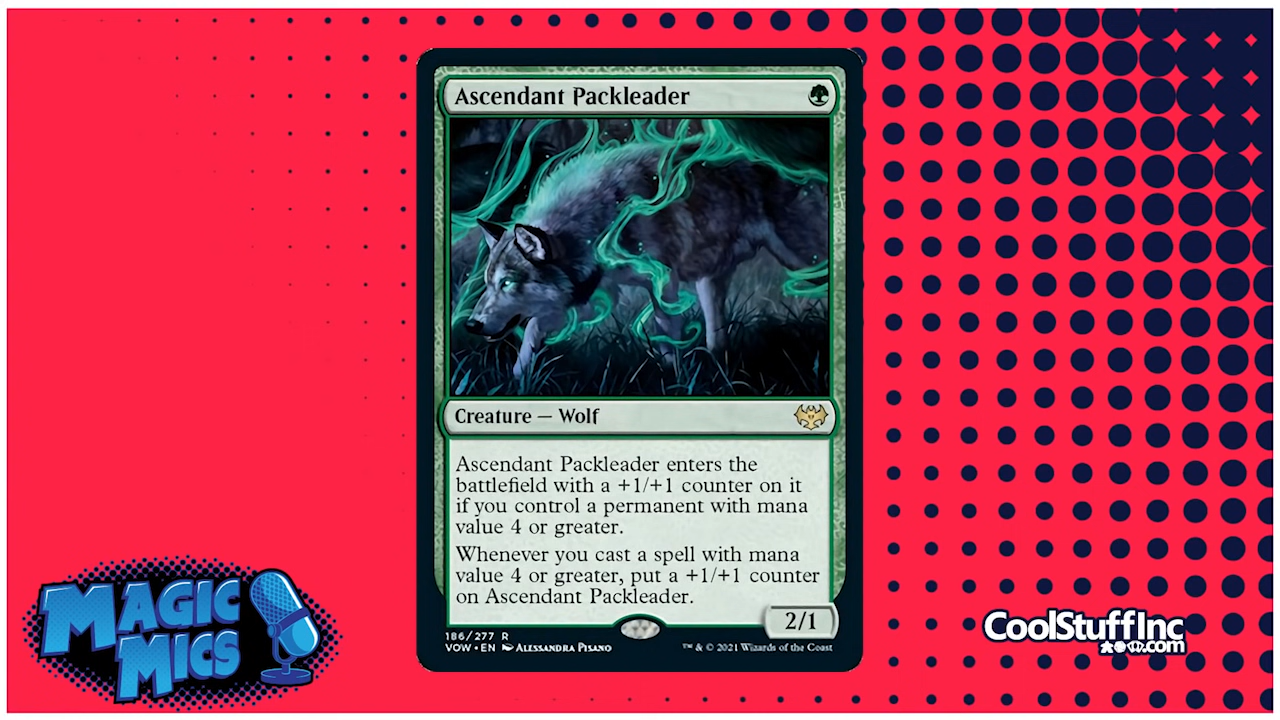 Ascendant Packleader
Creature — Wolf
Ascendant Packleader enters the
battlefield with a +1/+1 counter on it
if you control a permanent with mana
value 4 or greater.
Whenever you cast a spell with mana
value 4 or greater, put a +1/+1 counter
on Ascendant Packleader.
2/1
186/277 R
VOW • EN Alessandra Pisano
™ & © 2021 Wizards of the Coast
MAGIC
MICS
CoolStuffInc
.com